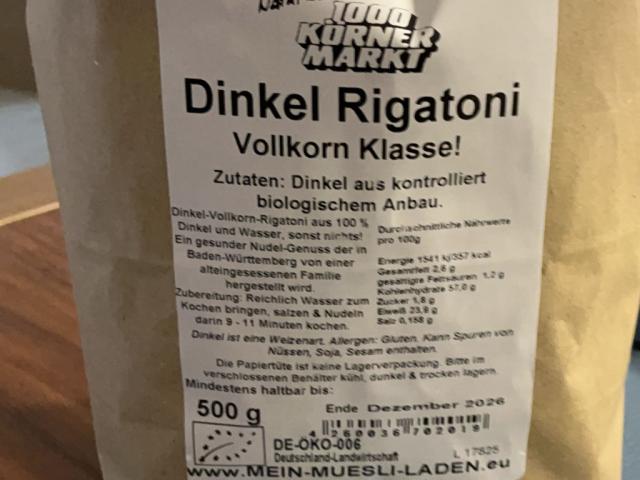 1000
KÖRNER
MARKT
Dinkel Rigatoni
Vollkorn Klasse!
Zutaten: Dinkel aus kontrolliert
biologischem Anbau.
Dinkel-Vollkorn-Rigatoni aus 100 %
Dinkel und Wasser, sonst nichts!
Ein gesunder Nudel-Genuss der in
Baden-Württemberg von einer
alteingesessenen Familie
hergestellt wird.
Zubereitung: Reichlich Wasser zum
Kochen bringen, salzen & Nudeln
darin 9 - 11 Minuten kochen.
Durchschnittliche Nährwerte
pro 100g
Energie 1541 kj/357 kcal
Gesamtfett 2,6 g
gesättigte Fettsäuren 1,2 g
Kohlenhydrate 57,0 g
Zucker 1,8 g
Eiweiß 23,9 g
Salz 0,158 g
Dinkel ist eine Weizenart. Allergen: Gluten. Kann Spuren von
Nüssen, Soja, Sesam enthalten.
Die Papiertüte ist keine Lagerverpackung. Bitte im
verschlossenen Behälter kühl, dunkel & trocken lagern.
Mindestens haltbar bis:
500 g
Ende Dezember 2026
4 260036 702019
DE-ÖKO-006
Deutschland-Landwirtschaft
L 17825
www.MEIN-MUESLI-LADEN.eu